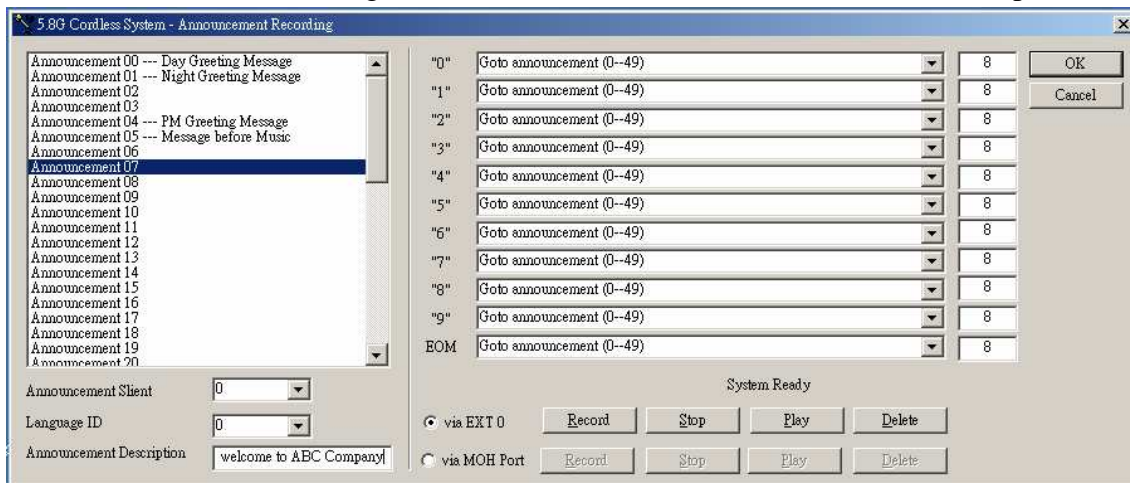 5.8G Cordless System - Announcement Recording
Announcement 00 --- Day Greeting Message
Announcement 01 --- Night Greeting Message
Announcement 02
Announcement 03
Announcement 04 --- PM Greeting Message
Announcement 05 --- Message before Music
Announcement 06
Announcement 07
Announcement 08
Announcement 09
Announcement 10
Announcement 11
Announcement 12
Announcement 13
Announcement 14
Announcement 15
Announcement 16
Announcement 17
Announcement 18
Announcement 19
Announcement 20
Announcement Slient 0
Language ID 0
Announcement Description welcome to ABC Company
"0" Goto announcement (0--49) 8
"1" Goto announcement (0--49) 8
"2" Goto announcement (0--49) 8
"3" Goto announcement (0--49) 8
"4" Goto announcement (0--49) 8
"5" Goto announcement (0--49) 8
"6" Goto announcement (0--49) 8
"7" Goto announcement (0--49) 8
"8" Goto announcement (0--49) 8
"9" Goto announcement (0--49) 8
EOM Goto announcement (0--49) 8
System Ready
via EXT 0 Record Stop Play Delete
via MOH Port Record Stop Play Delete
OK
Cancel